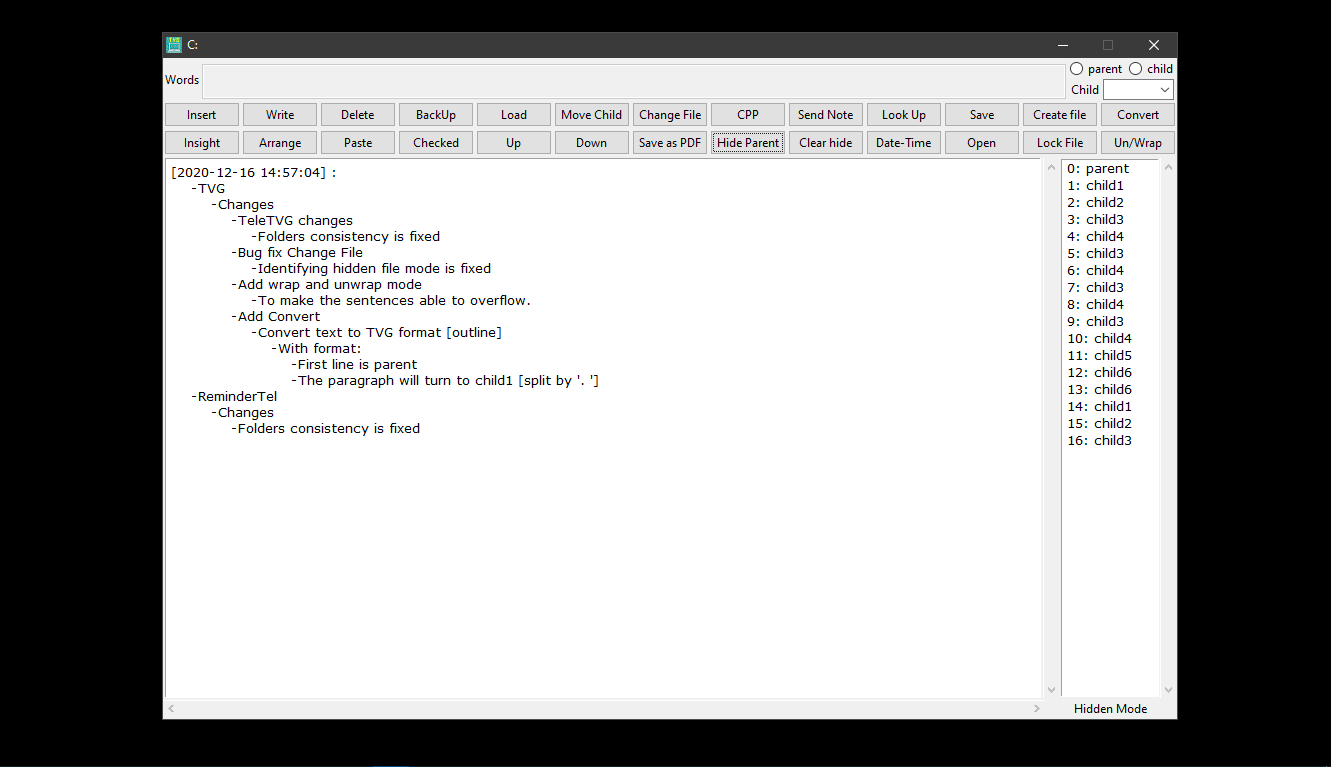 C:
Words
parent child
Child
Insert Write Delete BackUp Load Move Child Change File CPP Send Note Look Up Save Create file Convert
Insight Arrange Paste Checked Up Down Save as PDF Hide Parent Clear hide Date-Time Open Lock File Un/Wrap
[2020-12-16 14:57:04] :
-TVG
-Changes
-TeleTVG changes
-Folders consistency is fixed
-Bug fix Change File
-Identifying hidden file mode is fixed
-Add wrap and unwrap mode
-To make the sentences able to overflow.
-Add Convert
-Convert text to TVG format [outline]
-With format:
-First line is parent
-The paragraph will turn to child1 [split by '. ']
-ReminderTel
-Changes
-Folders consistency is fixed
0: parent
1: child1
2: child2
3: child3
4: child4
5: child3
6: child4
7: child3
8: child4
9: child3
10: child4
11: child5
12: child6
13: child6
14: child1
15: child2
16: child3
Hidden Mode